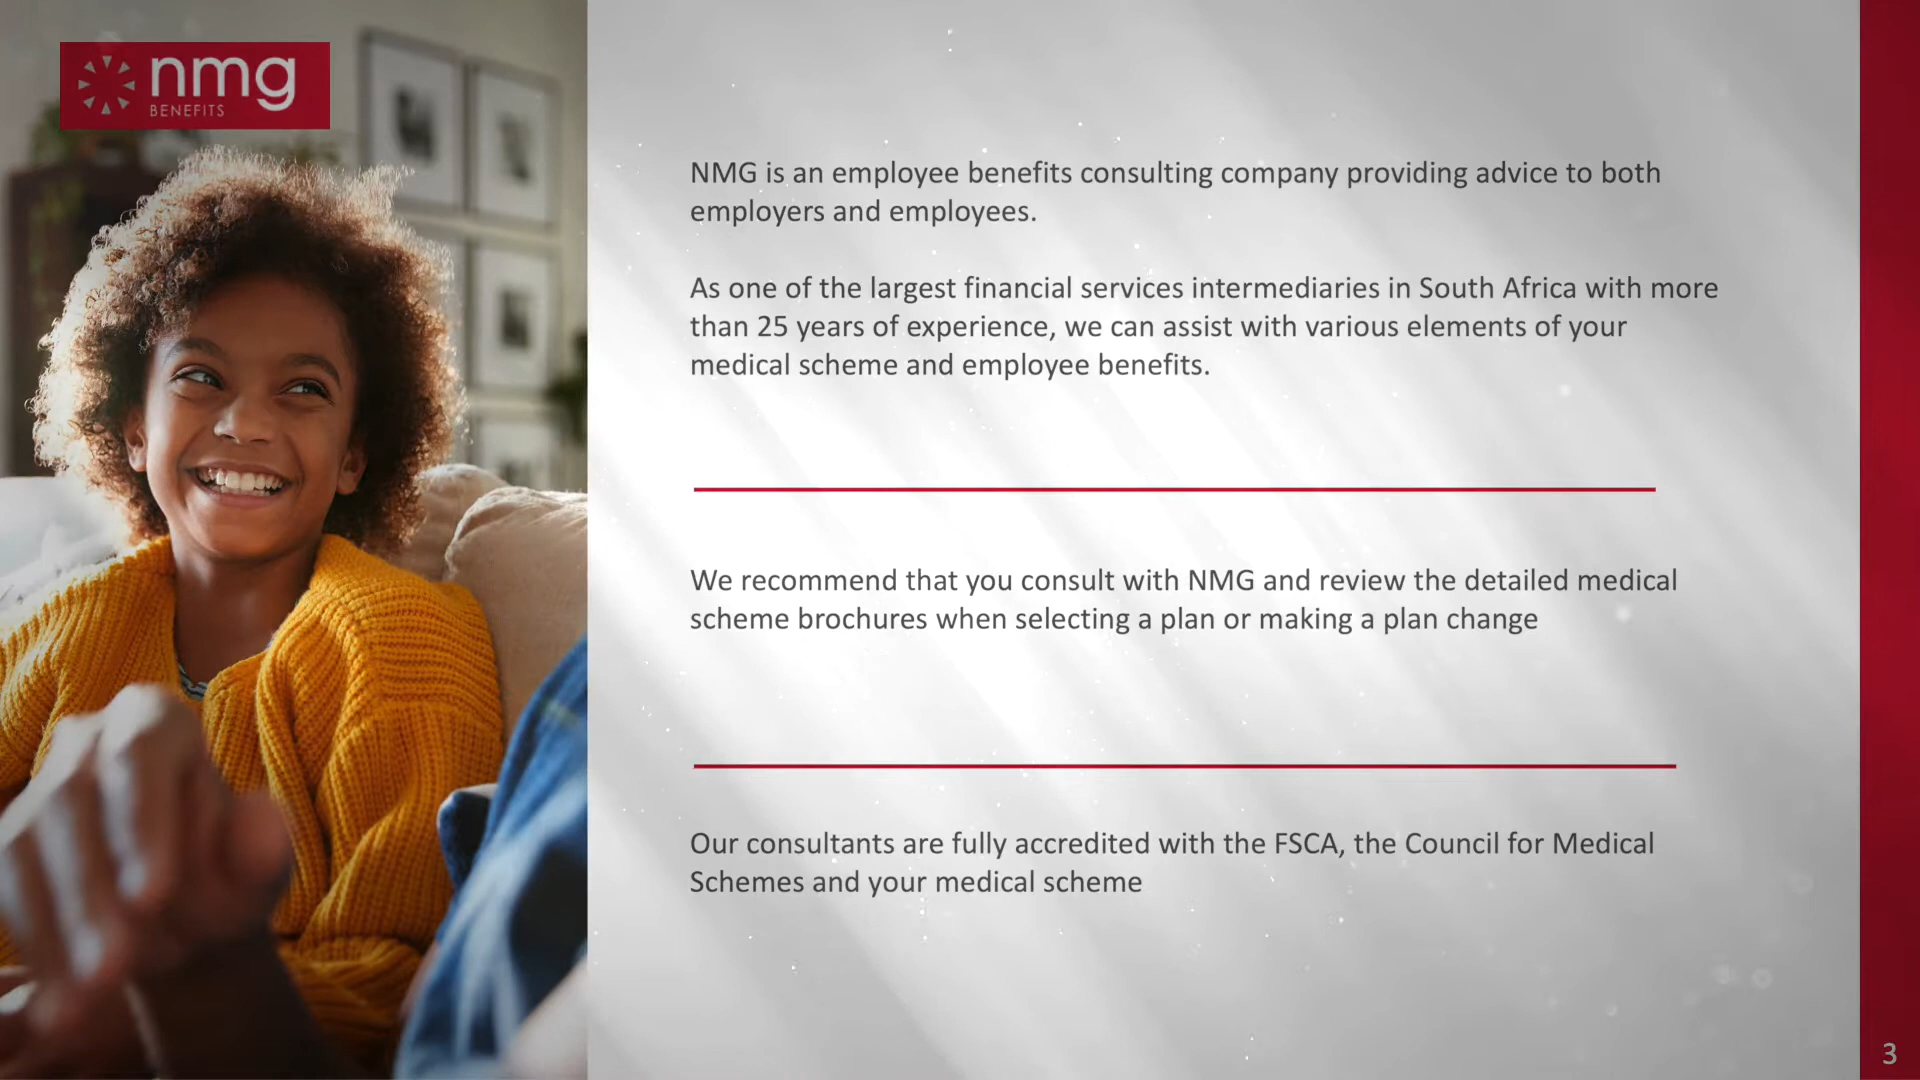 nmg
BENEFITS
NMG is an employee benefits consulting company providing advice to both
employers and employees.
As one of the largest financial services intermediaries in South Africa with more
than 25 years of experience, we can assist with various elements of your
medical scheme and employee benefits.
We recommend that you consult with NMG and review the detailed medical
scheme brochures when selecting a plan or making a plan change
Our consultants are fully accredited with the FSCA, the Council for Medical
Schemes and your medical scheme
3